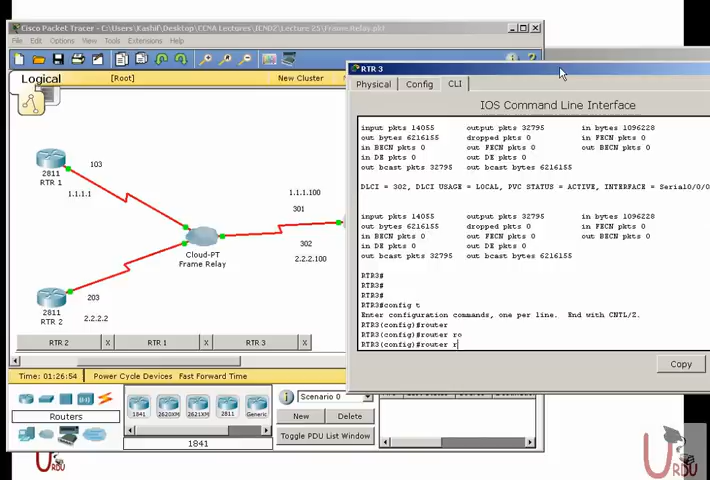 Cisco Packet Tracer - C:\Users\Kashif\Desktop\CCNA Lectures\ICND2\Lecture 25\Frame.Relay.pkt
File Edit Options View Tools Extensions Help
Logical [Root] New Cluster
2811
RTR 1
103
1.1.1.1
1.1.1.100
301
302
2.2.2.100
Cloud-PT
Frame Relay
2811
RTR 2
203
2.2.2.2
RTR 2 X RTR 1 X RTR 3 X
Time: 01:26:54 Power Cycle Devices Fast Forward Time
Routers
1841 2620XM 2621XM 2811 Generic
1841
Scenario 0
New Delete
Toggle PDU List Window
RTR 3
Physical Config CLI
IOS Command Line Interface
input pkts 14055 output pkts 32795 in bytes 1096228
out bytes 6216155 dropped pkts 0 in FECN pkts 0
in BECN pkts 0 out FECN pkts 0 out BECN pkts 0
in DE pkts 0 out DE pkts 0
out bcast pkts 32795 out bcast bytes 6216155
DLCI = 302, DLCI USAGE = LOCAL, PVC STATUS = ACTIVE, INTERFACE = Serial0/0/0
input pkts 14055 output pkts 32795 in bytes 1096228
out bytes 6216155 dropped pkts 0 in FECN pkts 0
in BECN pkts 0 out FECN pkts 0 out BECN pkts 0
in DE pkts 0 out DE pkts 0
out bcast pkts 32795 out bcast bytes 6216155
RTR3#
RTR3#
RTR3#
RTR3#config t
Enter configuration commands, one per line. End with CNTL/Z.
RTR3(config)#router
RTR3(config)#router ro
RTR3(config)#router r
Copy
URDU
URDU